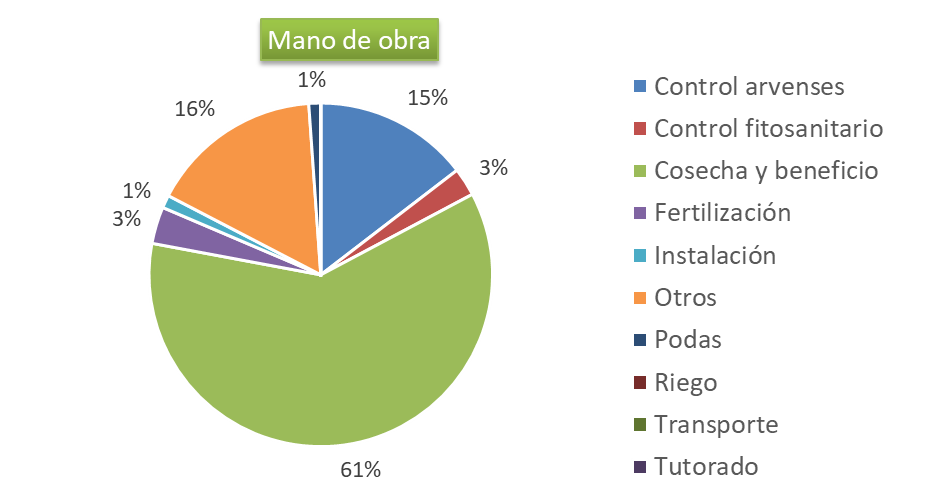 Mano de obra
1%
15%
16%
3%
1%
3%
61%
Control arvenses
Control fitosanitario
Cosecha y beneficio
Fertilización
Instalación
Otros
Podas
Riego
Transporte
Tutorado